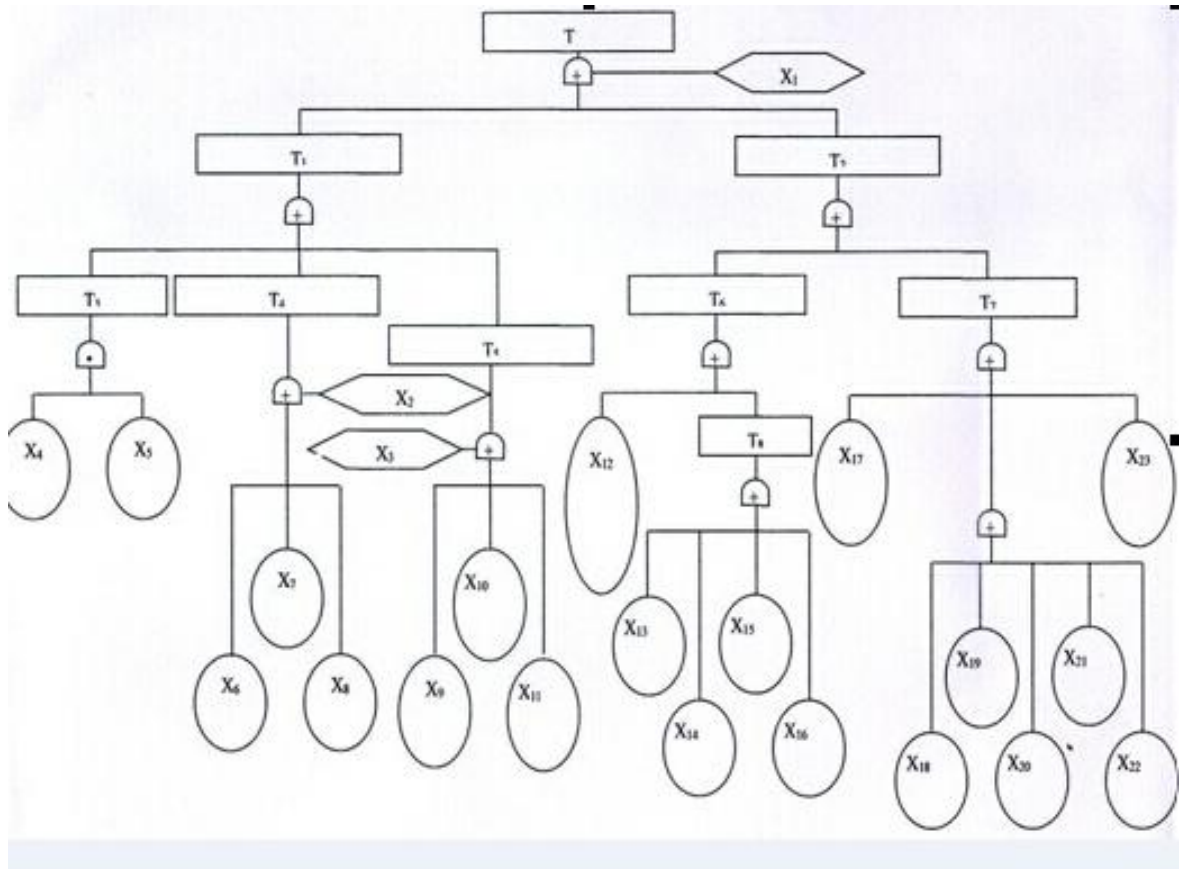 T
+
X₁
T₁
+
+
+
T₆
T₇
+
+
+
X₂
X₃
+
T₈
X₄
X₅
X₁₂
X₁₇
X₂₃
+
+
X₇
X₁₀
X₁₃
X₁₅
X₁₉
X₂₁
X₆
X₈
X₉
X₁₁
X₁₄
X₁₆
X₁₈
X₂₀
X₂₂